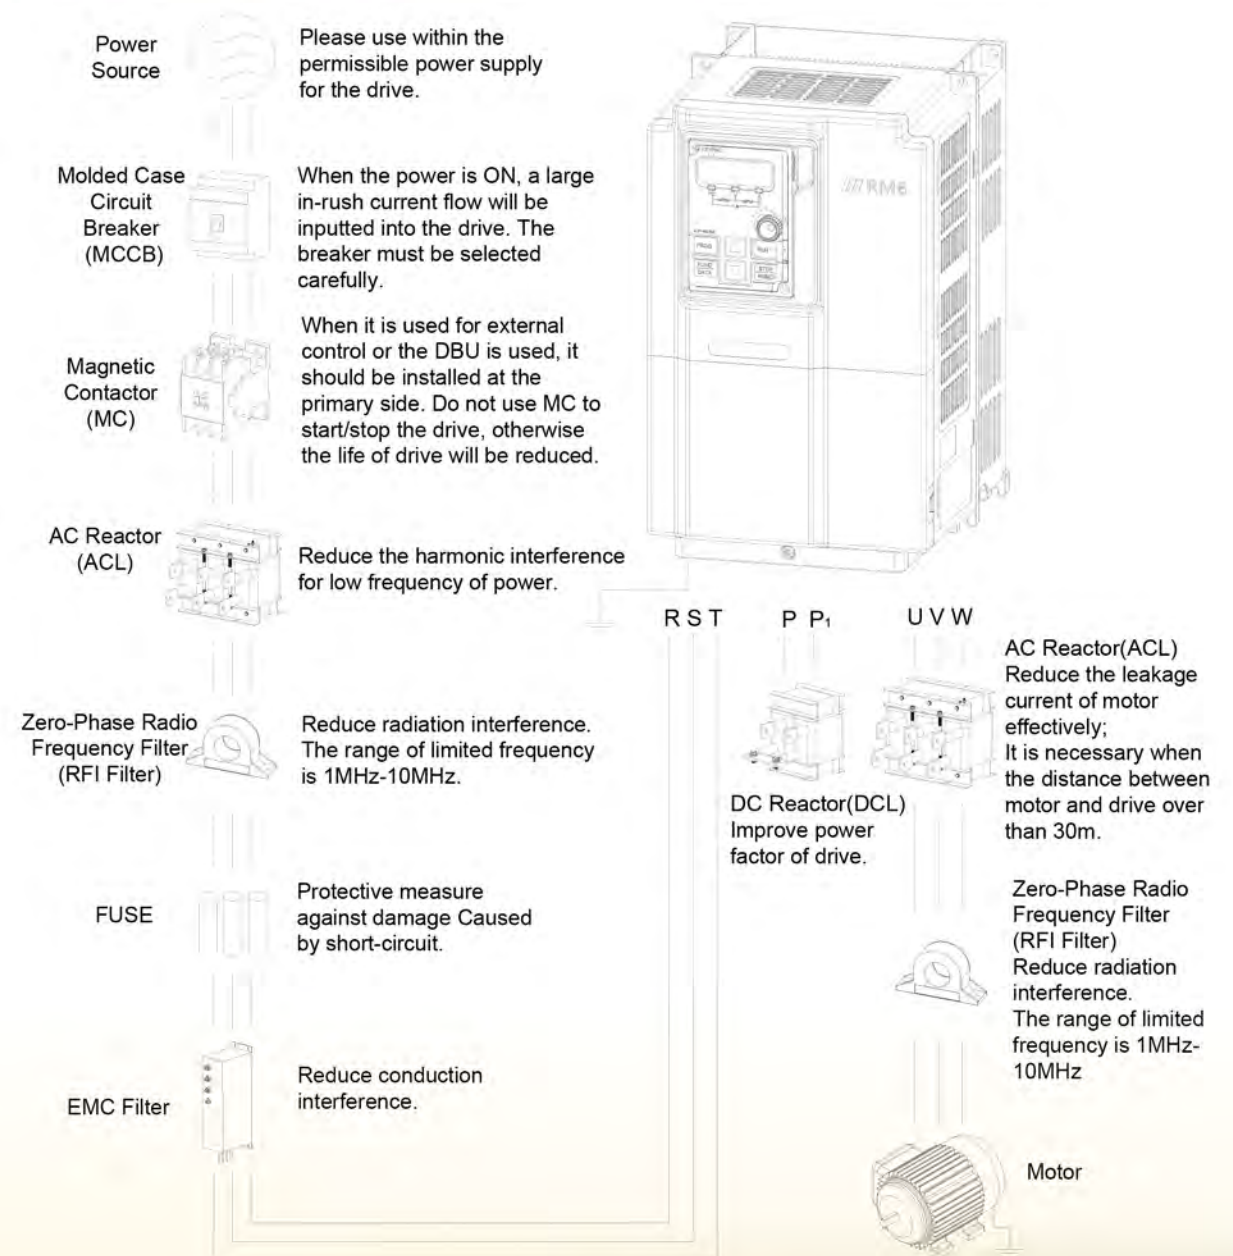 Power
Source
Please use within the
permissible power supply
for the drive.
Molded Case
Circuit
Breaker
(MCCB)
When the power is ON, a large
in-rush current flow will be
inputted into the drive. The
breaker must be selected
carefully.
Magnetic
Contactor
(MC)
When it is used for external
control or the DBU is used, it
should be installed at the
primary side. Do not use MC to
start/stop the drive, otherwise
the life of drive will be reduced.
AC Reactor
(ACL)
Reduce the harmonic interference
for low frequency of power.
Zero-Phase Radio
Frequency Filter
(RFI Filter)
Reduce radiation interference.
The range of limited frequency
is 1MHz-10MHz.
FUSE
Protective measure
against damage Caused
by short-circuit.
EMC Filter
Reduce conduction
interference.
RM6
PROG
RUN
FUNC
DATA
STOP
R S T
P P1
U V W
DC Reactor(DCL)
Improve power
factor of drive.
AC Reactor(ACL)
Reduce the leakage
current of motor
effectively;
It is necessary when
the distance between
motor and drive over
than 30m.
Zero-Phase Radio
Frequency Filter
(RFI Filter)
Reduce radiation
interference.
The range of limited
frequency is 1MHz-
10MHz
Motor